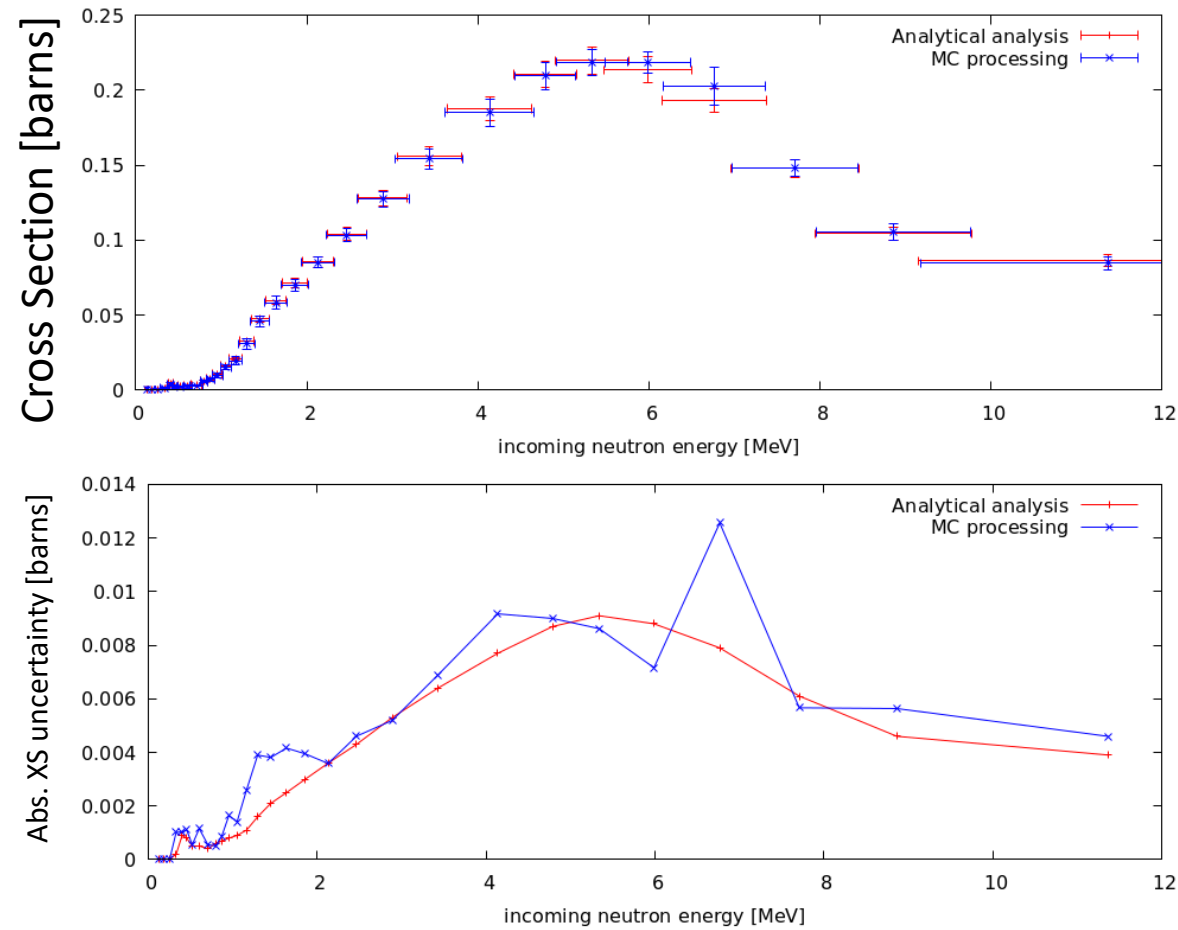 Cross Section [barns]
0.25
0.2
0.15
0.1
0.05
0
Analytical analysis
MC processing
0 2 4 6 8 10 12
incoming neutron energy [MeV]
Abs. XS uncertainty [barns]
0.014
0.012
0.01
0.008
0.006
0.004
0.002
0
Analytical analysis
MC processing
0 2 4 6 8 10 12
incoming neutron energy [MeV]